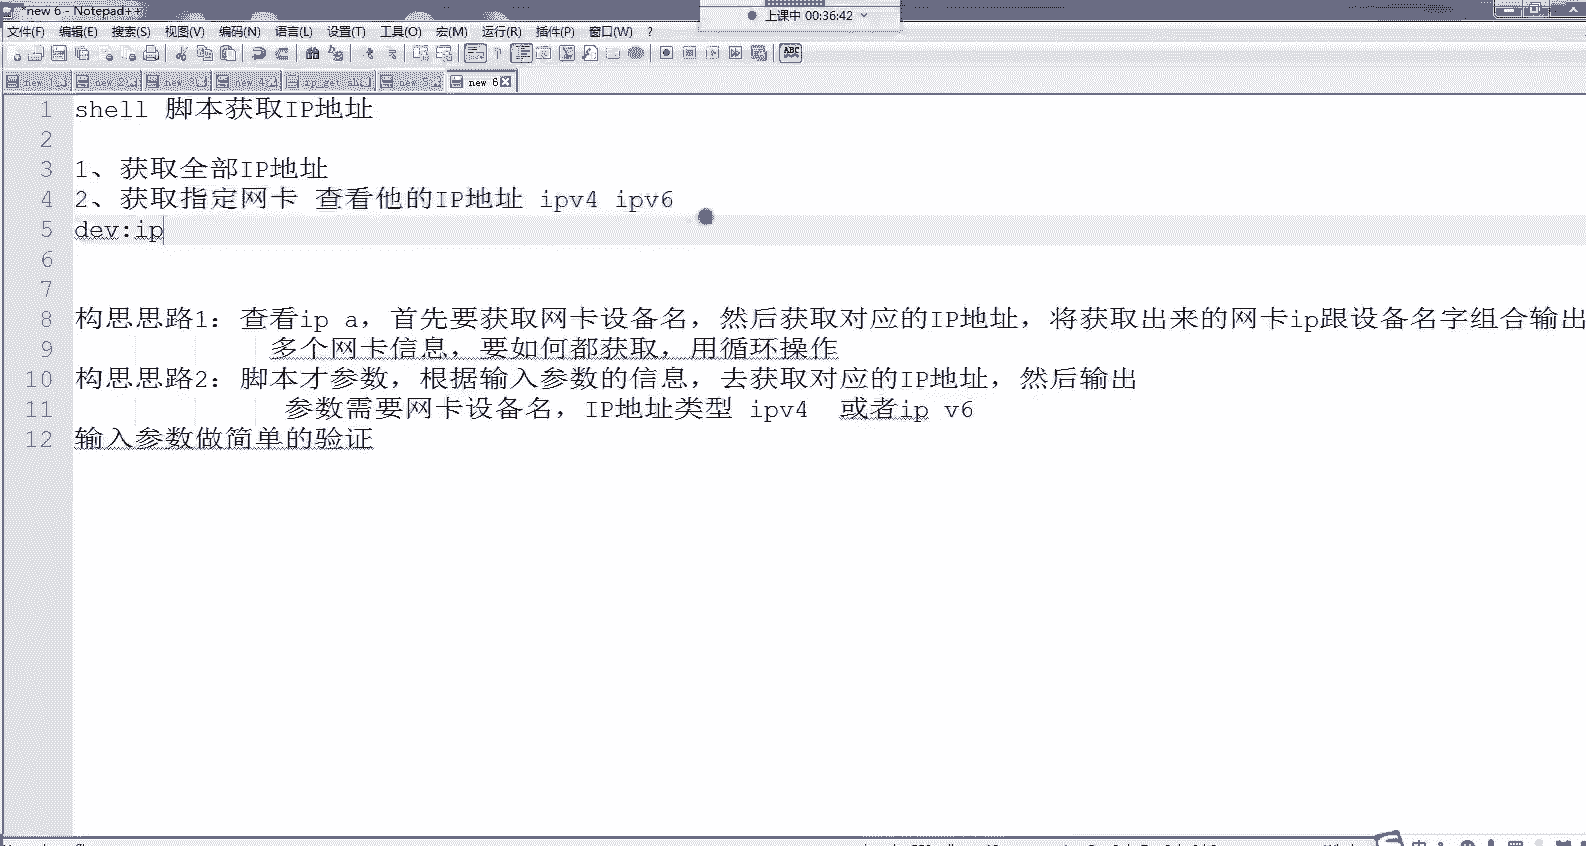 *new 6 - Notepad++
上课中 00:36:42
文件(F) 编辑(E) 搜索(S) 视图(V) 编码(N) 语言(L) 设置(T) 工具(O) 宏(M) 运行(R) 插件(P) 窗口(W) ?
ABC
new 6
1 shell 脚本获取IP地址
2
3 1、获取全部IP地址
4 2、获取指定网卡 查看他的IP地址 ipv4 ipv6
5 dev:ip
6
7
8 构思思路1：查看ip a，首先要获取网卡设备名，然后获取对应的IP地址，将获取出来的网卡ip跟设备名字组合输出
9 多个网卡信息，要如何都获取，用循环操作
10 构思思路2：脚本才参数，根据输入参数的信息，去获取对应的IP地址，然后输出
11 参数需要网卡设备名，IP地址类型 ipv4 或者ip v6
12 输入参数做简单的验证